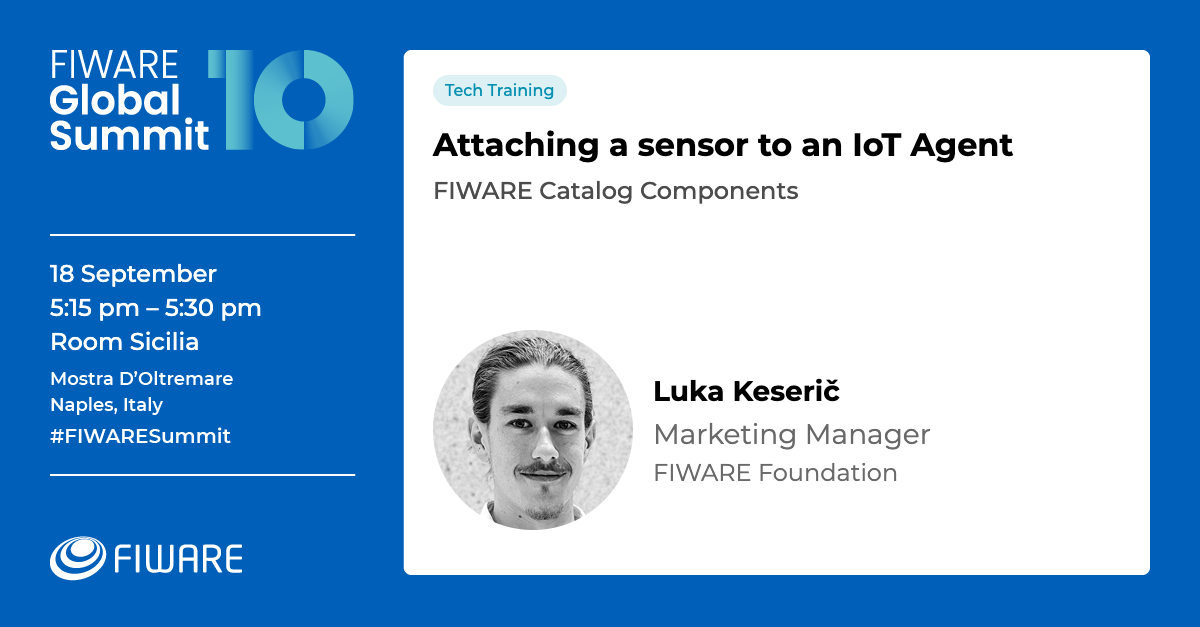 FIWARE
Global
Summit
10
18 September
5:15 pm – 5:30 pm
Room Sicilia
Mostra D’Oltremare
Naples, Italy
#FIWARESummit
FIWARE
Tech Training
Attaching a sensor to an IoT Agent
FIWARE Catalog Components
Luka Keserič
Marketing Manager
FIWARE Foundation